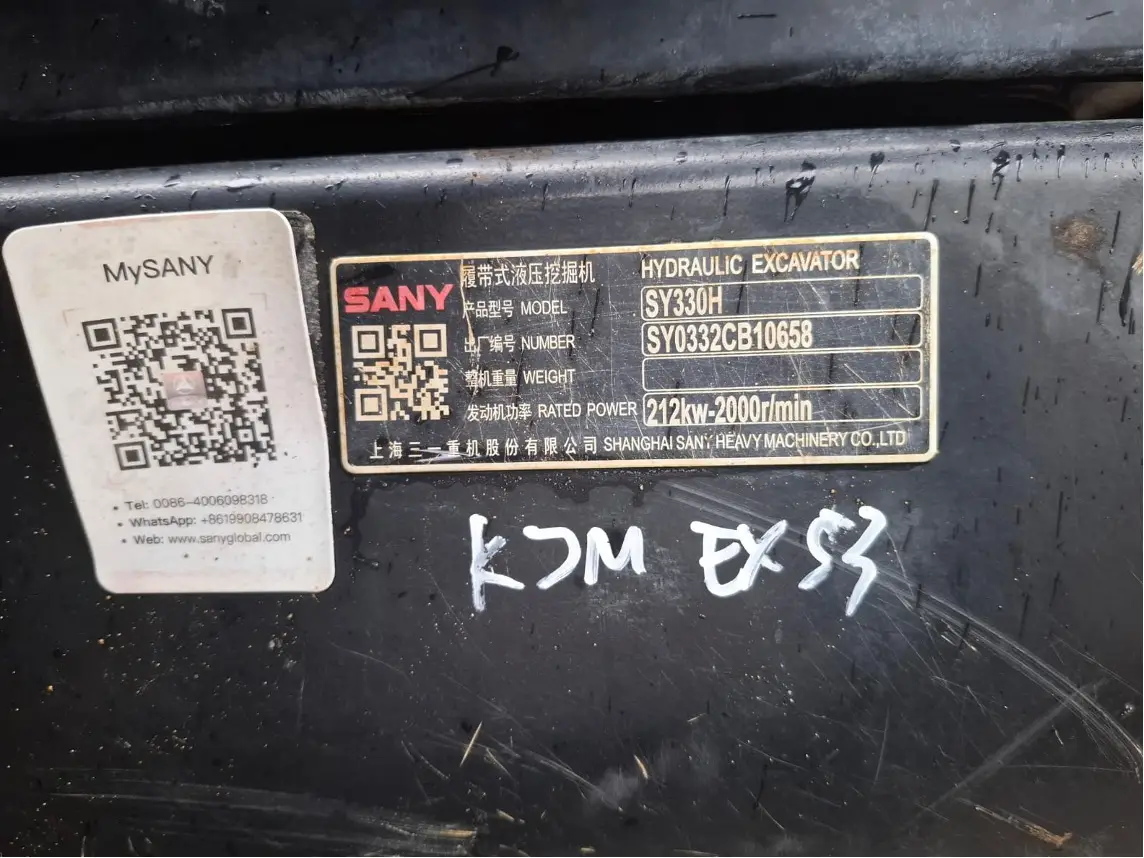 MySANY
Tel: 0086-4006098318
WhatsApp: +8619908478631
Web: www.sanyglobal.com
SANY
履带式液压挖掘机 HYDRAULIC EXCAVATOR
产品型号 MODEL SY330H
出厂编号 NUMBER SY0332CB10658
整机重量 WEIGHT
发动机功率 RATED POWER 212kw-2000r/min
上海三一重机股份有限公司 SHANGHAI SANY HEAVY MACHINERY CO.,LTD
KJM EX53